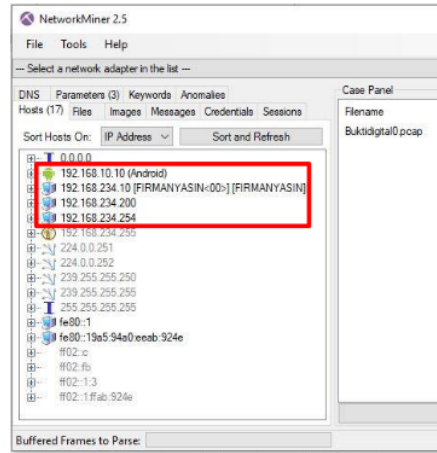 NetworkMiner 2.5
File Tools Help
--- Select a network adapter in the list ---
DNS Parameters (3) Keywords Anomalies
Hosts (17) Files Images Messages Credentials Sessions
Sort Hosts On: IP Address Sort and Refresh
0.0.0.0
192.168.10.10 (Android)
192.168.234.10 [FIRMANYASIN<00>] [FIRMANYASIN]
192.168.234.200
192.168.234.254
192.168.234.255
224.0.0.251
224.0.0.252
239.255.255.250
239.255.255.255
255.255.255.255
fe80::1
fe80::19a5:94a0:eeab:924e
ff02::c
ff02::fb
ff02::1:3
ff02::1:ffab:924e
Case Panel
Filename
Buktidigital0.pcap
Buffered Frames to Parse: